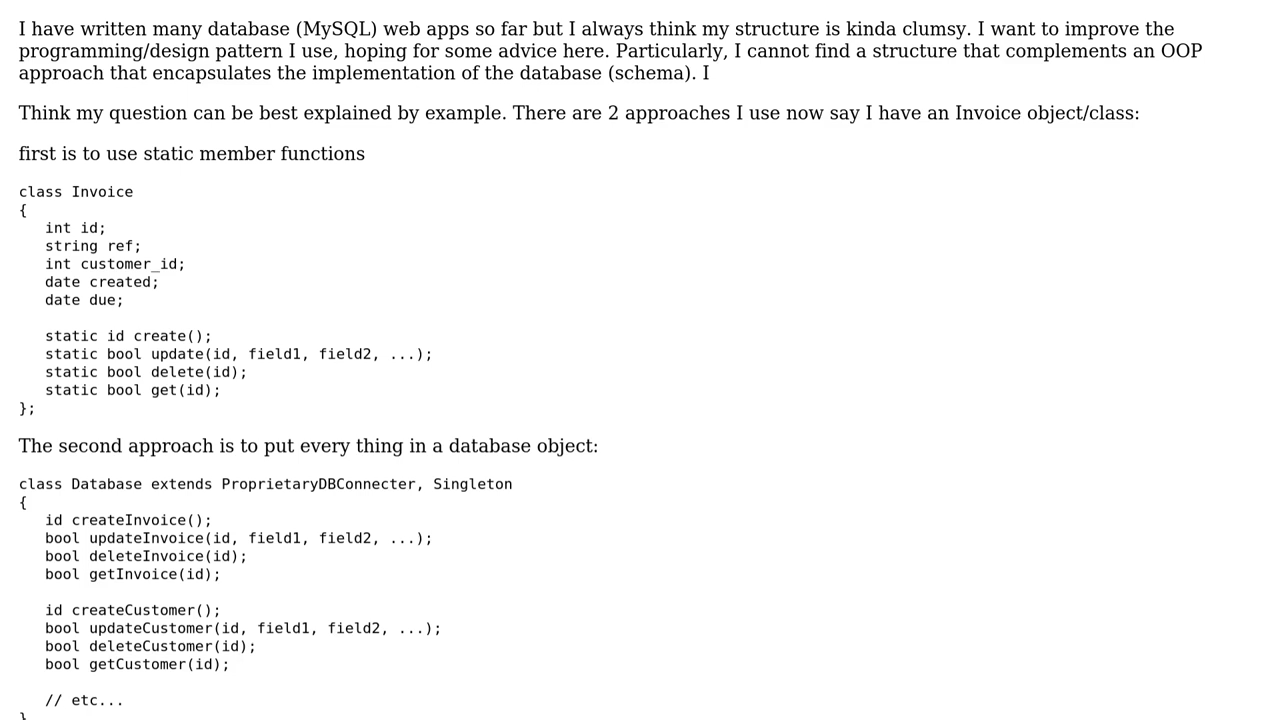 I have written many database (MySQL) web apps so far but I always think my structure is kinda clumsy. I want to improve the
programming/design pattern I use, hoping for some advice here. Particularly, I cannot find a structure that complements an OOP
approach that encapsulates the implementation of the database (schema). I
Think my question can be best explained by example. There are 2 approaches I use now say I have an Invoice object/class:
first is to use static member functions
class Invoice
{
   int id;
   string ref;
   int customer_id;
   date created;
   date due;

   static id create();
   static bool update(id, field1, field2, ...);
   static bool delete(id);
   static bool get(id);
};
The second approach is to put every thing in a database object:
class Database extends ProprietaryDBConnecter, Singleton
{
   id createInvoice();
   bool updateInvoice(id, field1, field2, ...);
   bool deleteInvoice(id);
   bool getInvoice(id);

   id createCustomer();
   bool updateCustomer(id, field1, field2, ...);
   bool deleteCustomer(id);
   bool getCustomer(id);

   // etc...
}